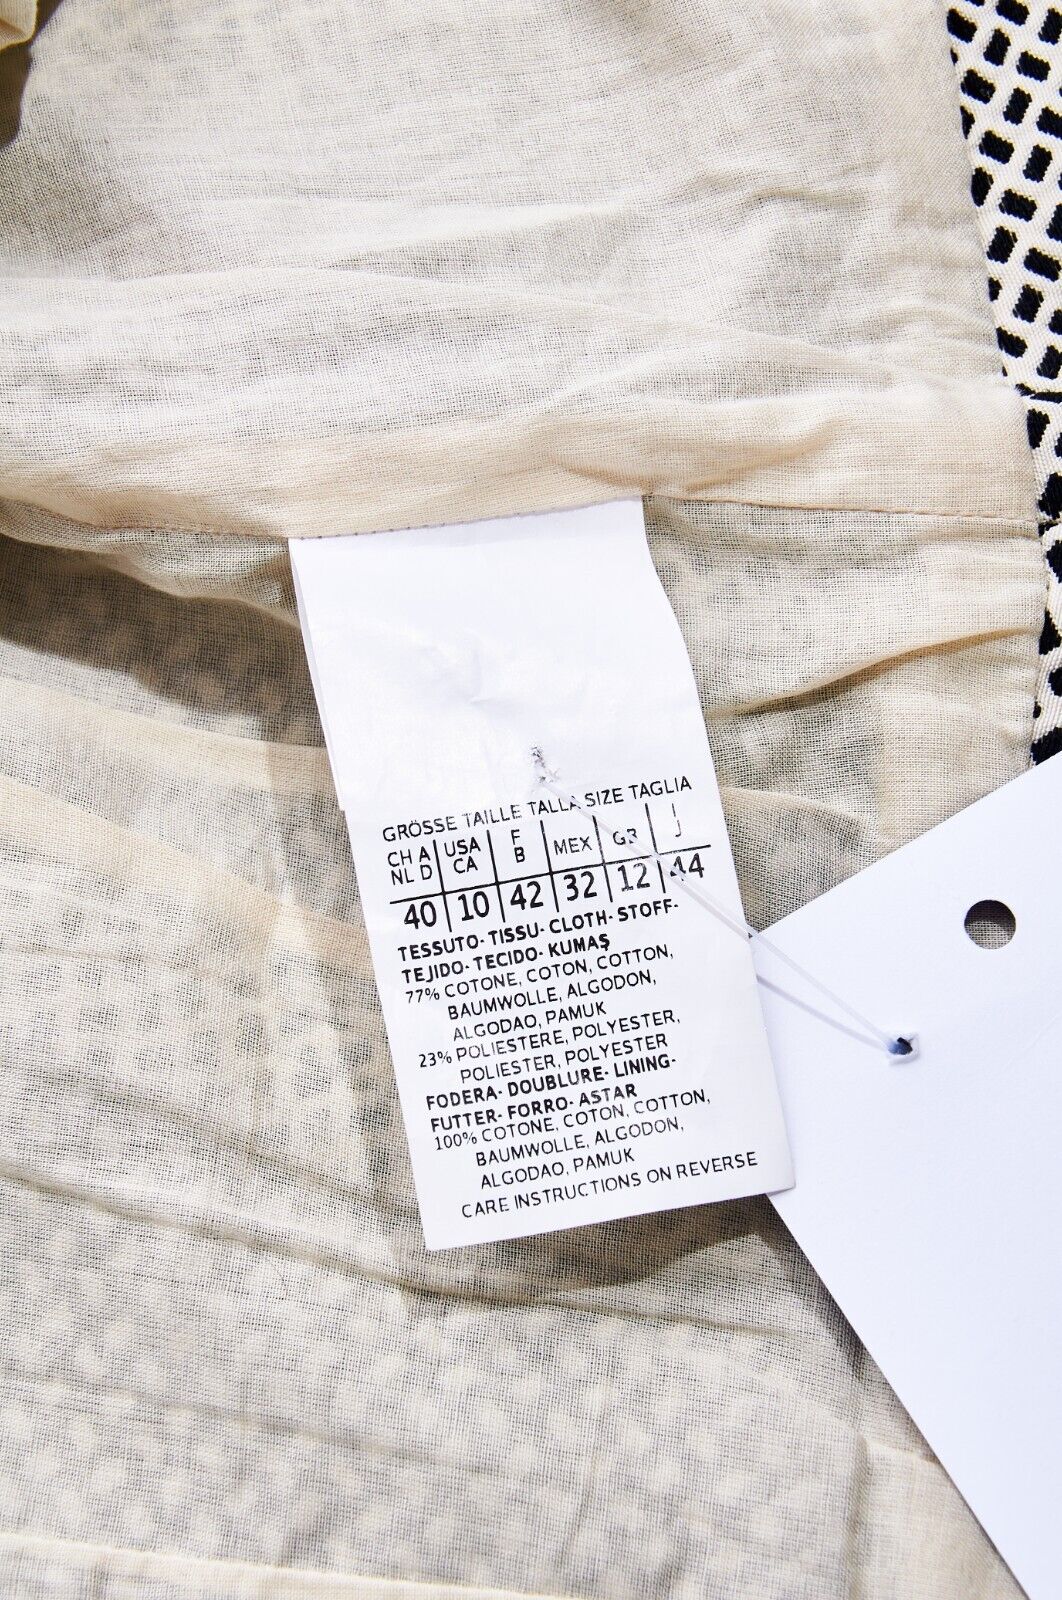 GRÖSSE TAILLE TALLA SIZE TAGLIA
CH A USA F MEX GR J
NL D CA B
40 10 42 32 12 44
TESSUTO- TISSU- CLOTH- STOFF-
TEJIDO- TECIDO- KUMAŞ
77% COTONE, COTON, COTTON,
BAUMWOLLE, ALGODON,
ALGODAO, PAMUK
23% POLIESTERE, POLYESTER,
POLIESTER, POLYESTER
FODERA- DOUBLURE- LINING-
FUTTER- FORRO- ASTAR
100% COTONE, COTON, COTTON,
BAUMWOLLE, ALGODON,
ALGODAO, PAMUK
CARE INSTRUCTIONS ON REVERSE